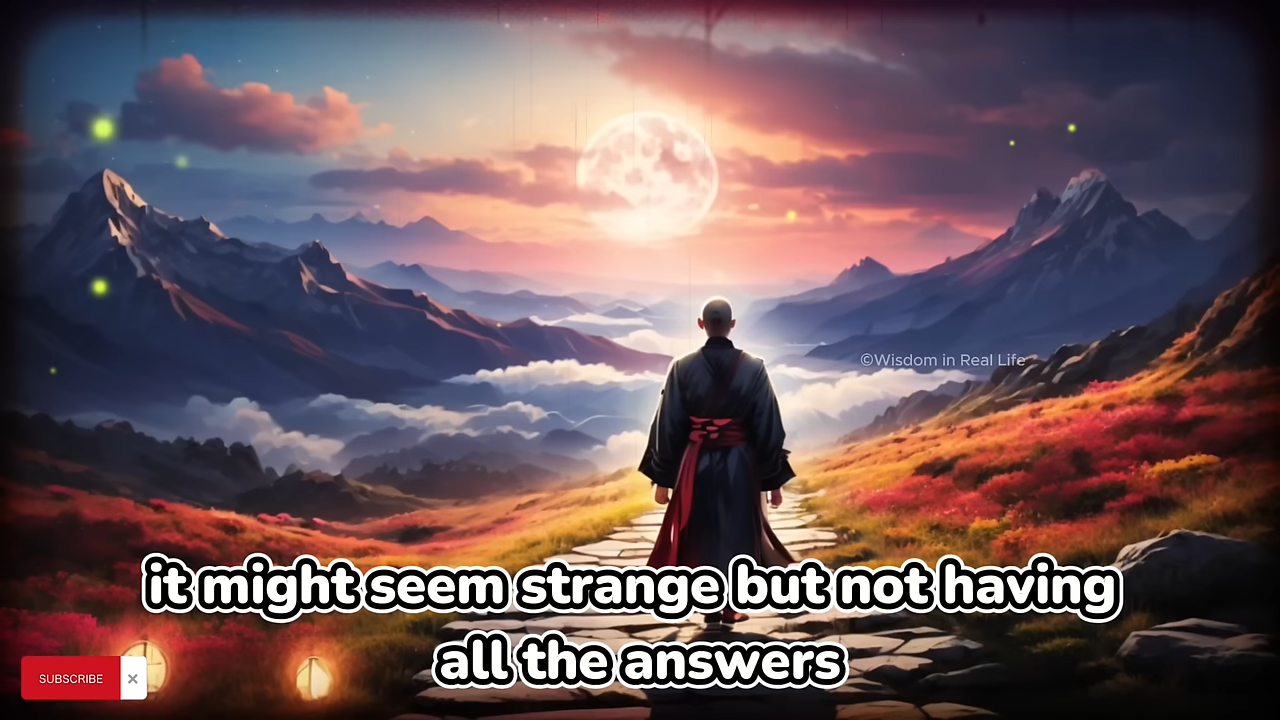 ©Wisdom in Real Life
it might seem strange but not having
all the answers
SUBSCRIBE